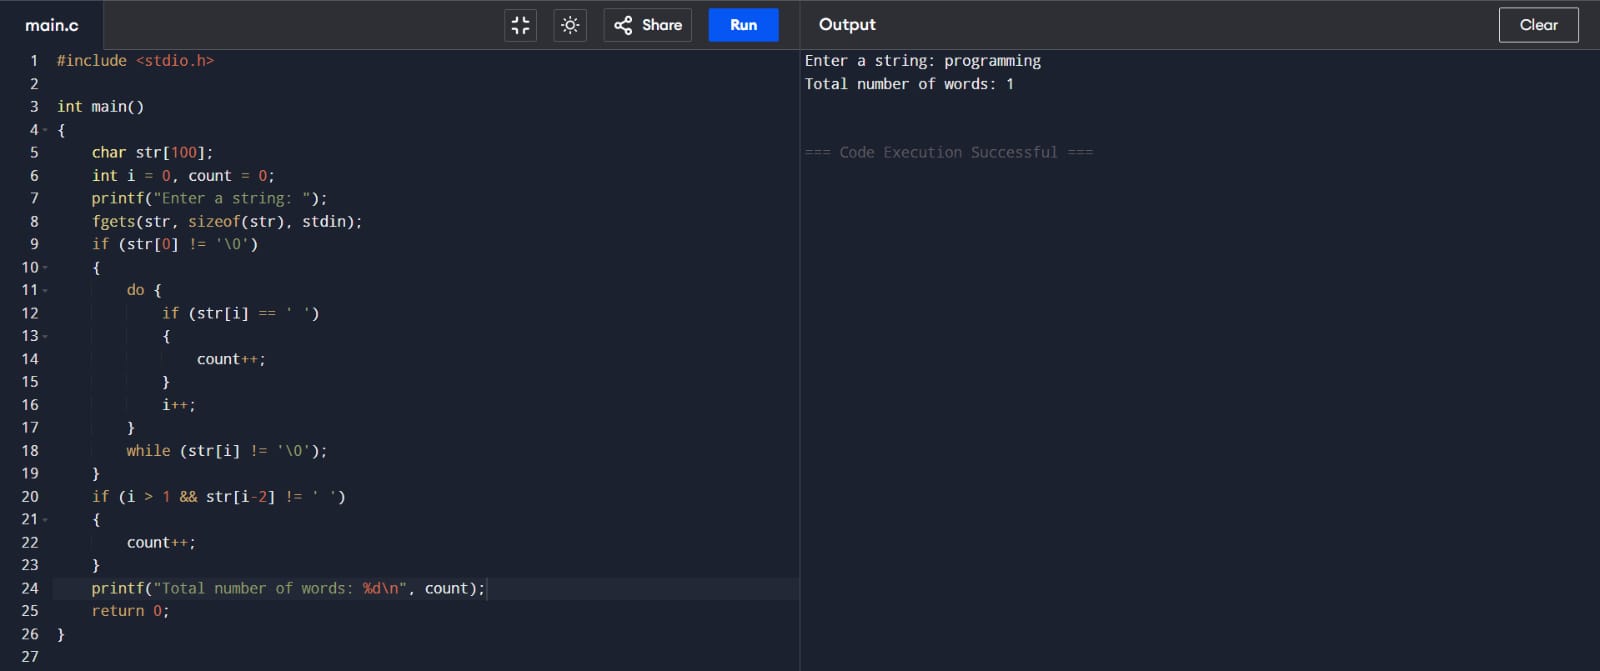 main.c
Share
Run
Output
Clear
1 #include <stdio.h>
2
3 int main()
4 {
5     char str[100];
6     int i = 0, count = 0;
7     printf("Enter a string: ");
8     fgets(str, sizeof(str), stdin);
9     if (str[0] != '\0')
10     {
11         do {
12             if (str[i] == ' ')
13             {
14                 count++;
15             }
16             i++;
17         }
18         while (str[i] != '\0');
19     }
20     if (i > 1 && str[i-2] != ' ')
21     {
22         count++;
23     }
24     printf("Total number of words: %d\n", count);
25     return 0;
26 }
27
Enter a string: programming
Total number of words: 1
=== Code Execution Successful ===